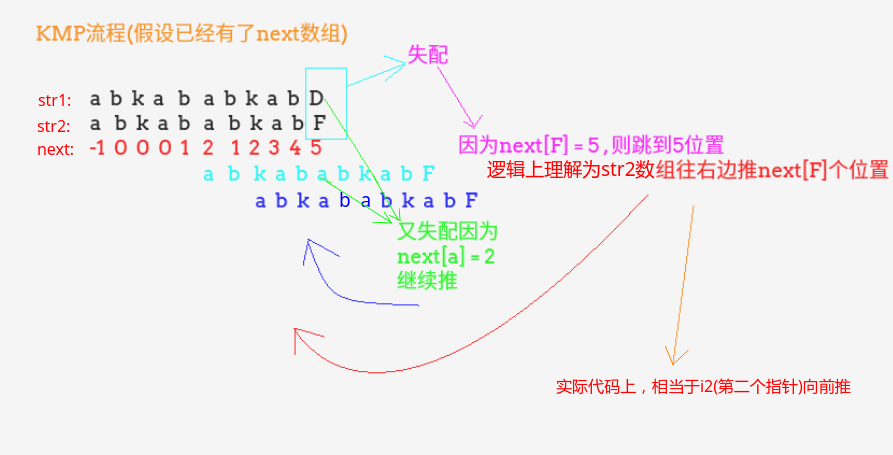 KMP流程(假设已经有了next数组)
失配
str1: a b k a b a b k a b D
str2: a b k a b a b k a b F
next: -1 0 0 0 1 2 1 2 3 4 5
因为next[F] = 5 , 则跳到5位置
逻辑上理解为str2数组往右边推next[F]个位置
a b k a b a b k a b F
a b k a b a b k a b F
又失配因为
next[a] = 2
继续推
实际代码上，相当于i2(第二个指针)向前推